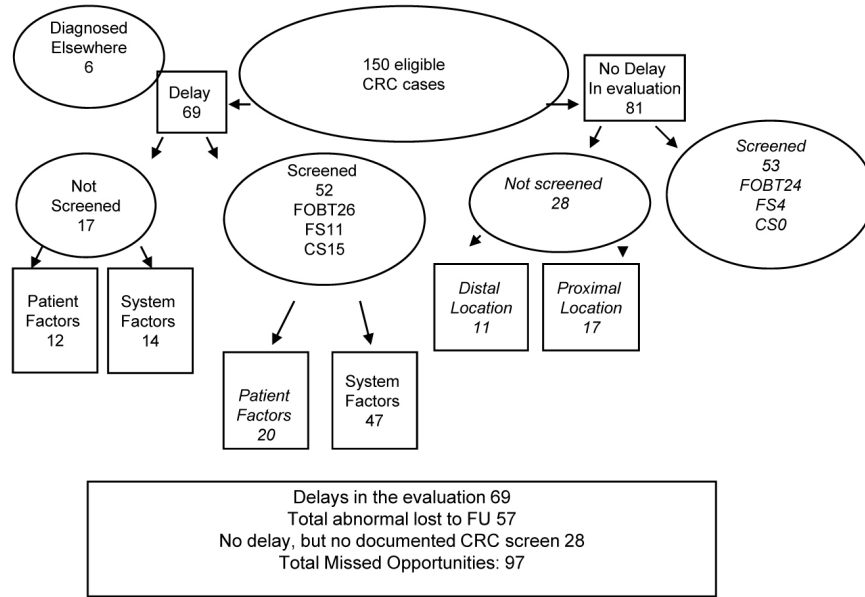 Diagnosed
Elsewhere
6
150 eligible
CRC cases
No Delay
In evaluation
81
Delay
69
Not
Screened
17
Screened
52
FOBT26
FS11
CS15
Not screened
28
Screened
53
FOBT24
FS4
CS0
Patient
Factors
12
System
Factors
14
Patient
Factors
20
System
Factors
47
Distal
Location
11
Proximal
Location
17
Delays in the evaluation 69
Total abnormal lost to FU 57
No delay, but no documented CRC screen 28
Total Missed Opportunities: 97